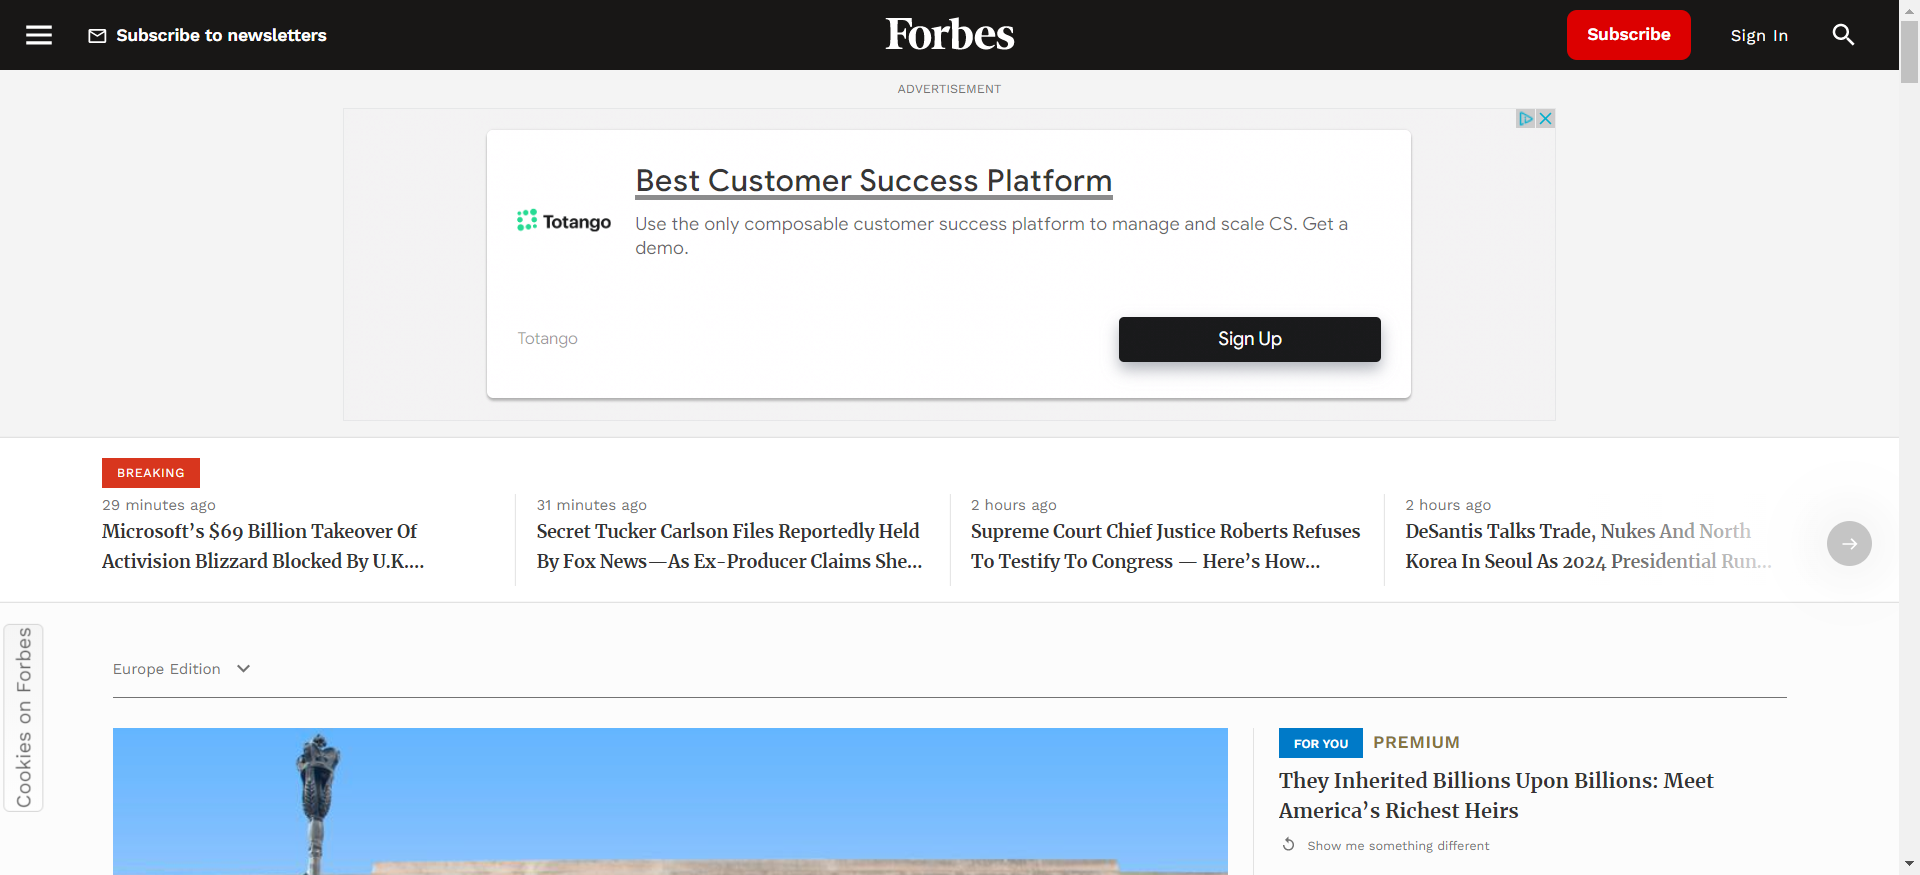 Subscribe to newsletters
Forbes
Subscribe
Sign In
ADVERTISEMENT
Best Customer Success Platform
Totango
Use the only composable customer success platform to manage and scale CS. Get a
demo.
Totango
Sign Up
BREAKING
29 minutes ago
Microsoft’s $69 Billion Takeover Of
Activision Blizzard Blocked By U.K....
31 minutes ago
Secret Tucker Carlson Files Reportedly Held
By Fox News—As Ex-Producer Claims She...
2 hours ago
Supreme Court Chief Justice Roberts Refuses
To Testify To Congress — Here’s How...
2 hours ago
DeSantis Talks Trade, Nukes And North
Korea In Seoul As 2024 Presidential Run...
Cookies on Forbes
Europe Edition
FOR YOU PREMIUM
They Inherited Billions Upon Billions: Meet
America’s Richest Heirs
Show me something different